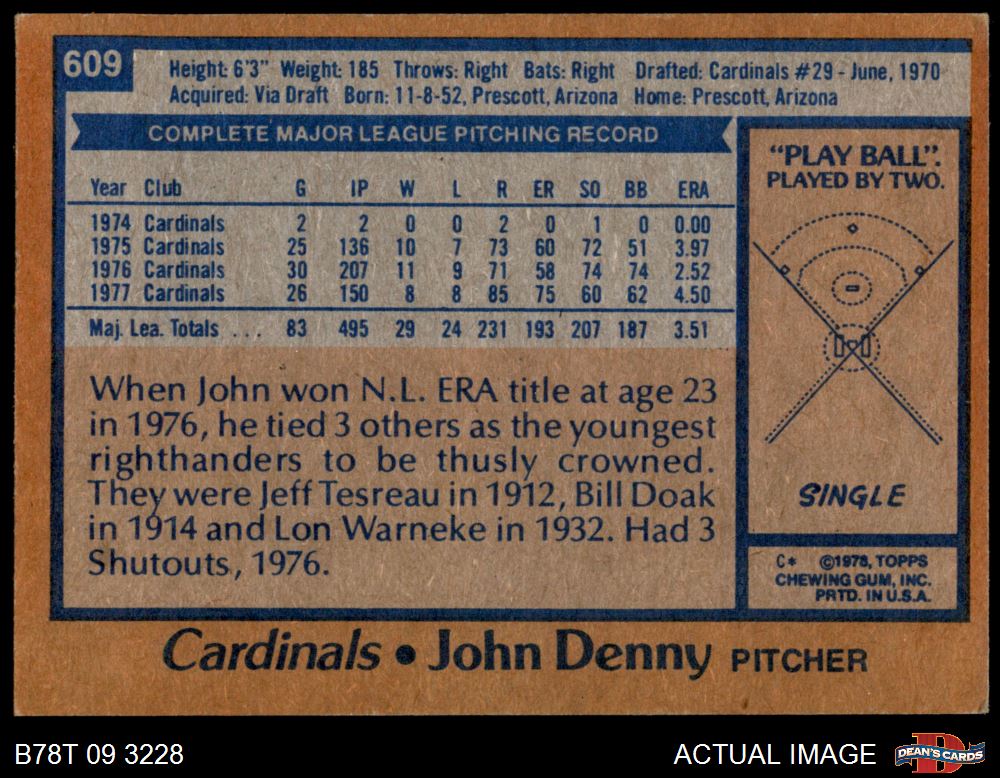 609
Height: 6'3" Weight: 185 Throws: Right Bats: Right Drafted: Cardinals #29 - June, 1970
Acquired: Via Draft Born: 11-8-52, Prescott, Arizona Home: Prescott, Arizona
COMPLETE MAJOR LEAGUE PITCHING RECORD
Year Club G IP W L R ER SO BB ERA
1974 Cardinals 2 2 0 0 2 0 1 0 0.00
1975 Cardinals 25 136 10 7 73 60 72 51 3.97
1976 Cardinals 30 207 11 9 71 58 74 74 2.52
1977 Cardinals 26 150 8 8 85 75 60 62 4.50
Maj. Lea. Totals ... 83 495 29 24 231 193 207 187 3.51
When John won N.L. ERA title at age 23
in 1976, he tied 3 others as the youngest
righthanders to be thusly crowned.
They were Jeff Tesreau in 1912, Bill Doak
in 1914 and Lon Warneke in 1932. Had 3
Shutouts, 1976.
"PLAY BALL".
PLAYED BY TWO.
SINGLE
C* ©1978, TOPPS
CHEWING GUM, INC.
PRTD. IN U.S.A.
Cardinals • John Denny PITCHER
B78T 09 3228
ACTUAL IMAGE
D
DEAN'S CARDS